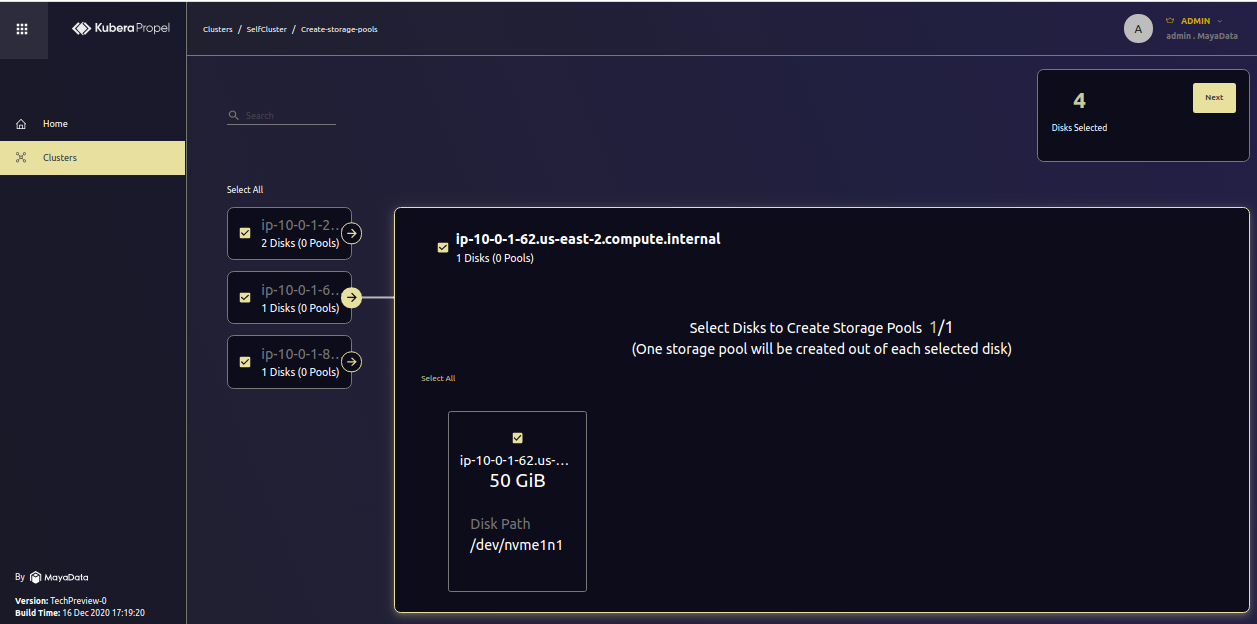 Kubera Propel
Clusters / SelfCluster / Create-storage-pools
A
ADMIN
admin . MayaData
Home
Clusters
Search
4
Disks Selected
Next
Select All
ip-10-0-1-2...
2 Disks (0 Pools)
ip-10-0-1-6...
1 Disks (0 Pools)
ip-10-0-1-8...
1 Disks (0 Pools)
ip-10-0-1-62.us-east-2.compute.internal
1 Disks (0 Pools)
Select Disks to Create Storage Pools 1/1
(One storage pool will be created out of each selected disk)
Select All
ip-10-0-1-62.us-...
50 GiB
Disk Path
/dev/nvme1n1
By MayaData
Version: TechPreview-0
Build Time: 16 Dec 2020 17:19:20